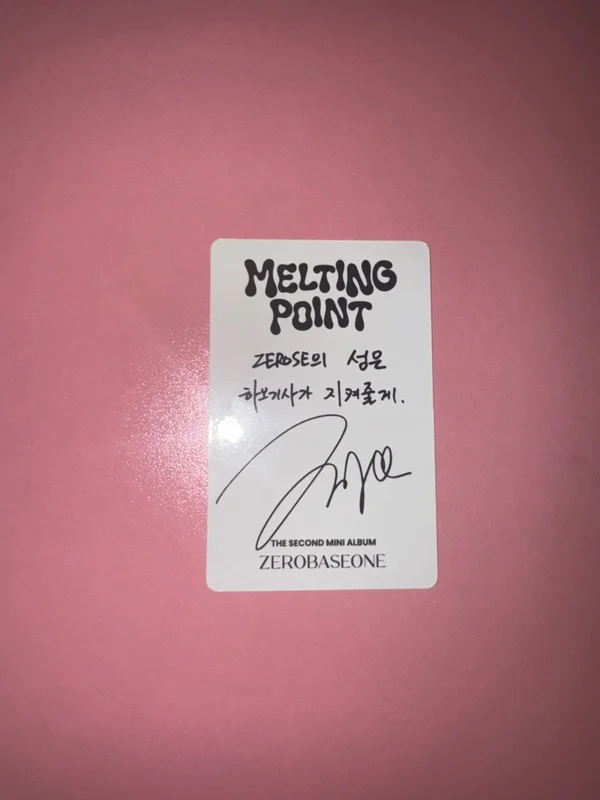 MELTING
POINT
ZEROSE의 성은
하오기사가 지켜줄게.
THE SECOND MINI ALBUM
ZEROBASEONE